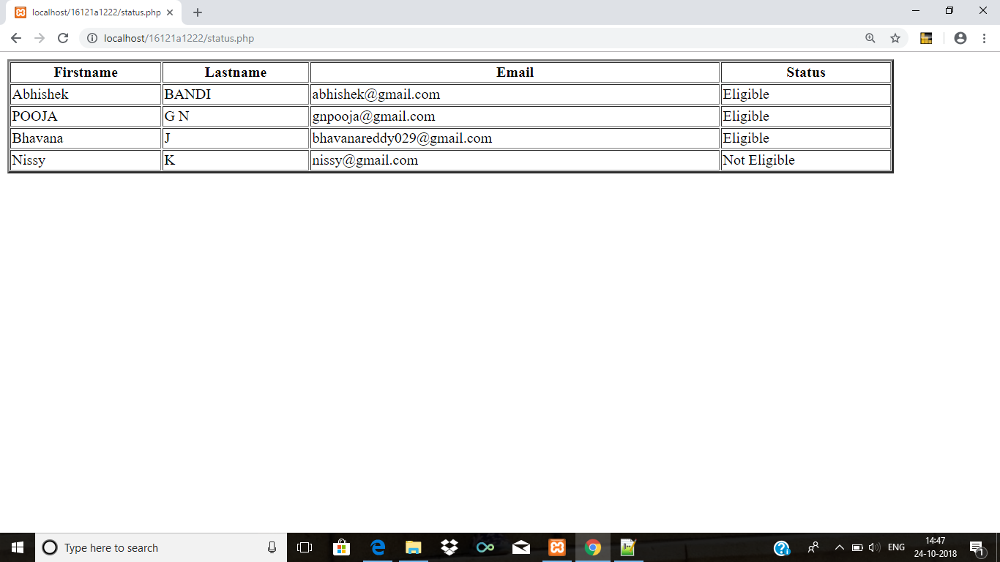 localhost/16121a1222/status.php
localhost/16121a1222/status.php
Firstname Lastname Email Status
Abhishek BANDI abhishek@gmail.com Eligible
POOJA G N gnpooja@gmail.com Eligible
Bhavana J bhavanareddy029@gmail.com Eligible
Nissy K nissy@gmail.com Not Eligible
Type here to search
ENG
14:47
24-10-2018
1